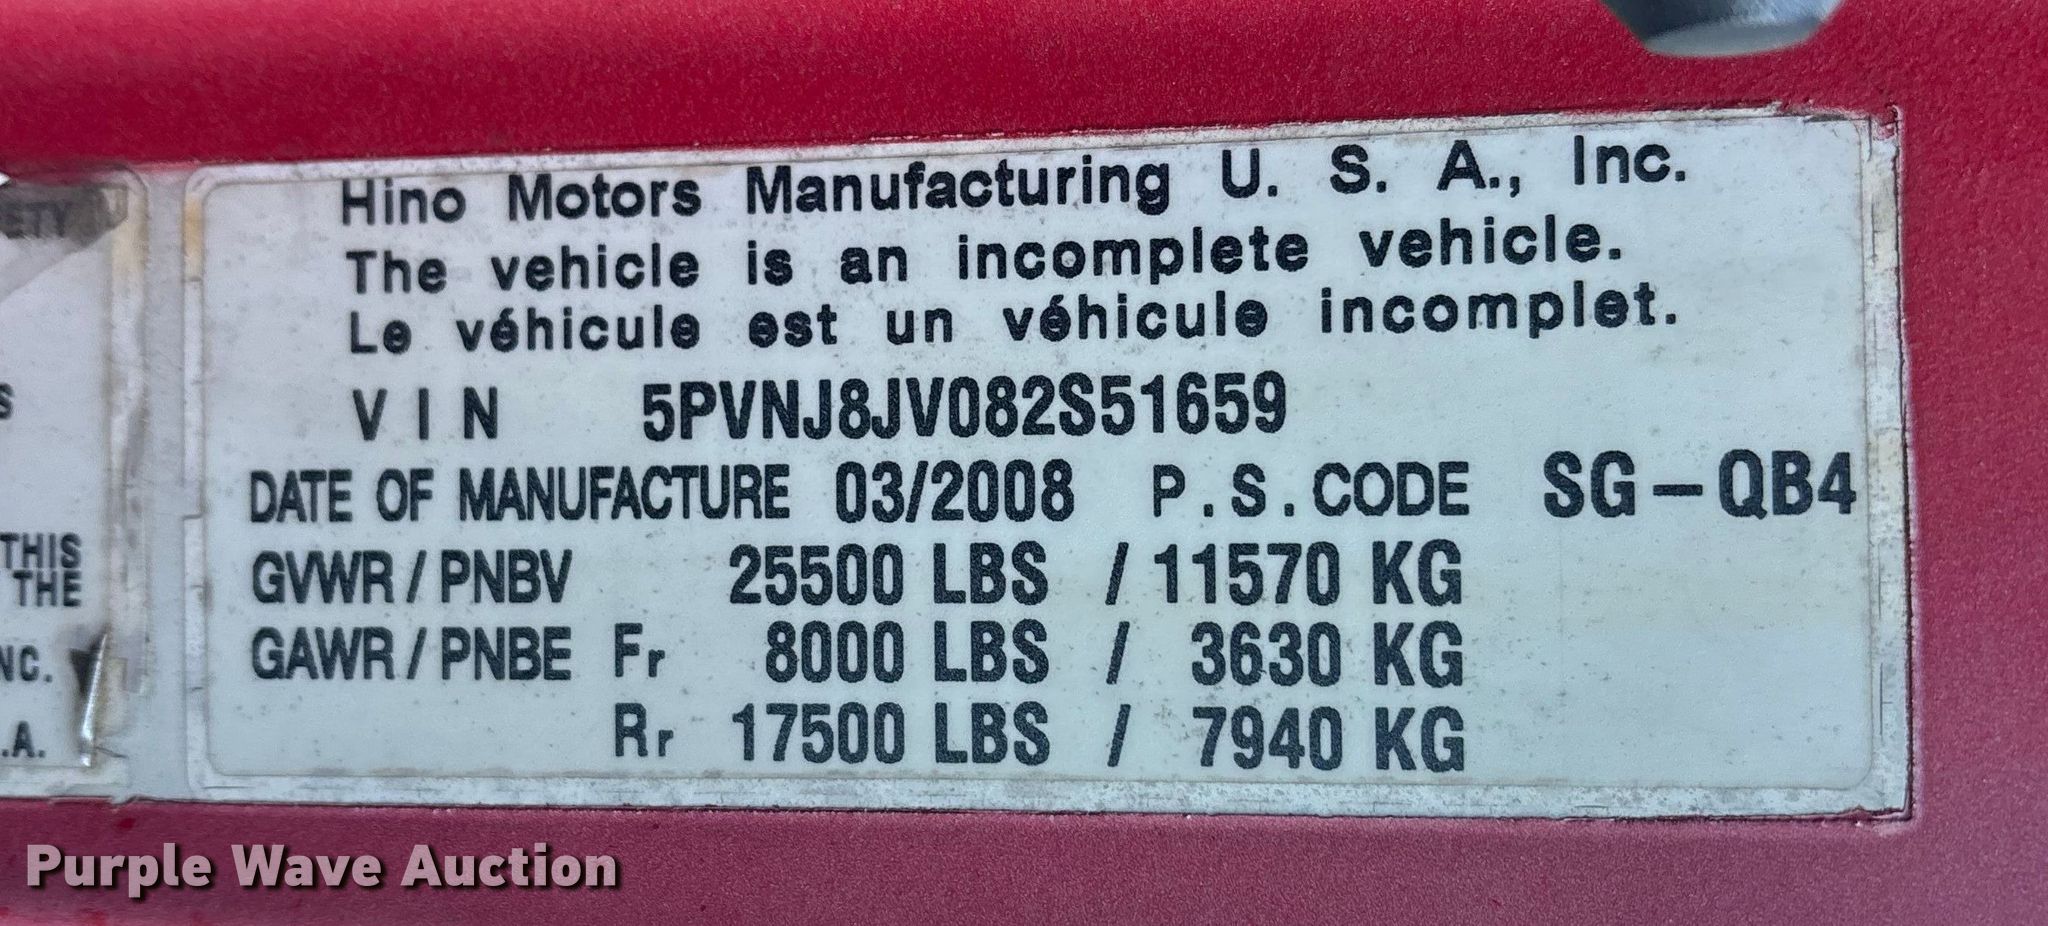 Hino Motors Manufacturing U. S. A., Inc.
The vehicle is an incomplete vehicle.
Le véhicule est un véhicule incomplet.
VIN 5PVNJ8JV082S51659
DATE OF MANUFACTURE 03/2008 P.S.CODE SG-QB4
GVWR/PNBV 25500 LBS / 11570 KG
GAWR/PNBE Fr 8000 LBS / 3630 KG
Rr 17500 LBS / 7940 KG
THIS
THE
Purple Wave Auction